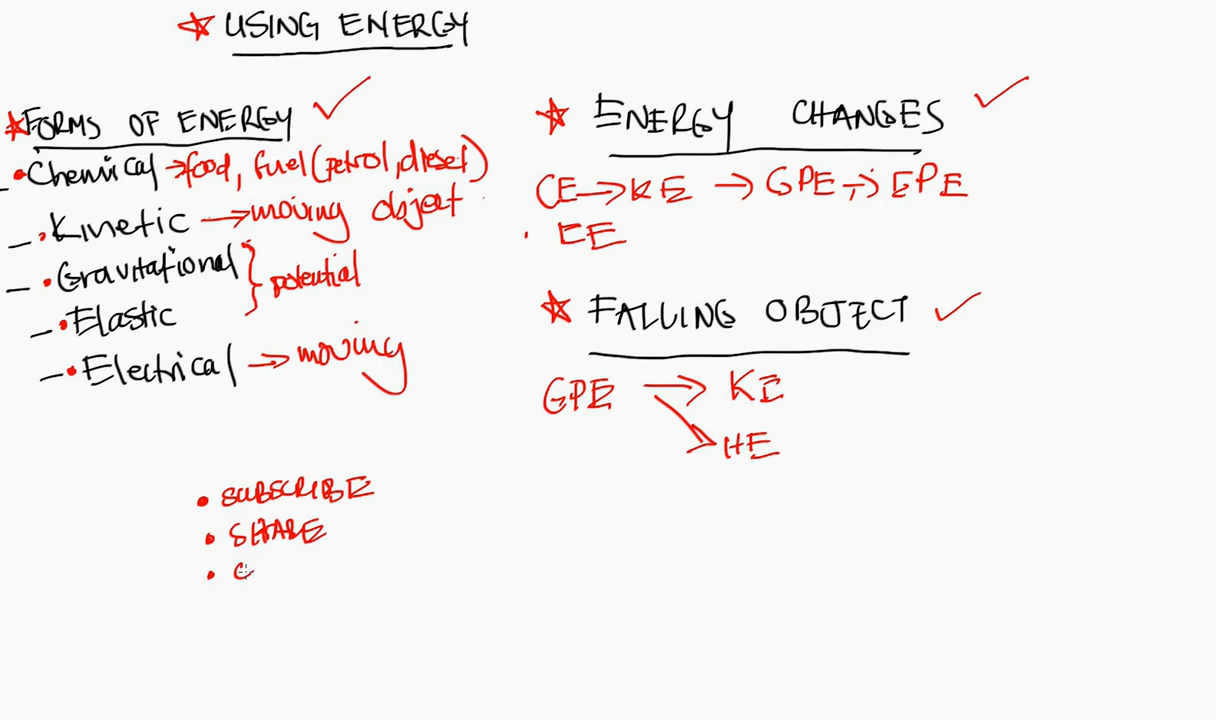 USING ENERGY
FORMS OF ENERGY
Chemical → food, fuel (petrol, diesel)
Kinetic → moving object
Gravitational
potential
Elastic
Electrical → moving
ENERGY CHANGES
CE → KE → GPE → EPE
EE
FALLING OBJECT
GPE → KE
HE
• SUBSCRIBE
• SHARE
• C